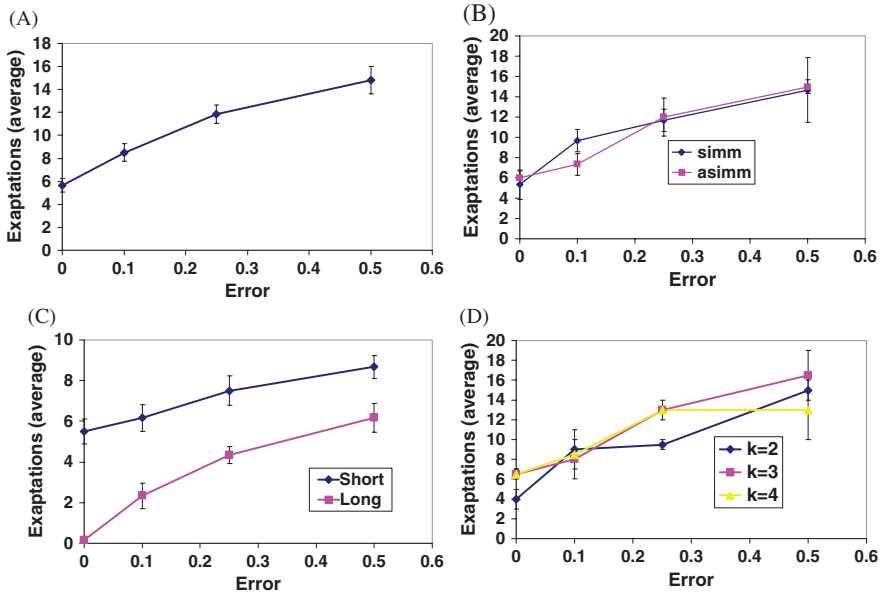 (A)
Exaptations (average)
18
16
14
12
10
8
6
4
2
0
0 0.1 0.2 0.3 0.4 0.5 0.6
Error
(B)
Exaptations (average)
20
18
16
14
12
10
8
6
4
2
0
simm
asimm
0 0.1 0.2 0.3 0.4 0.5 0.6
Error
(C)
Exaptations (average)
10
8
6
4
2
0
Short
Long
0 0.1 0.2 0.3 0.4 0.5 0.6
Error
(D)
Exaptations (average)
20
18
16
14
12
10
8
6
4
2
0
k=2
k=3
k=4
0 0.1 0.2 0.3 0.4 0.5 0.6
Error